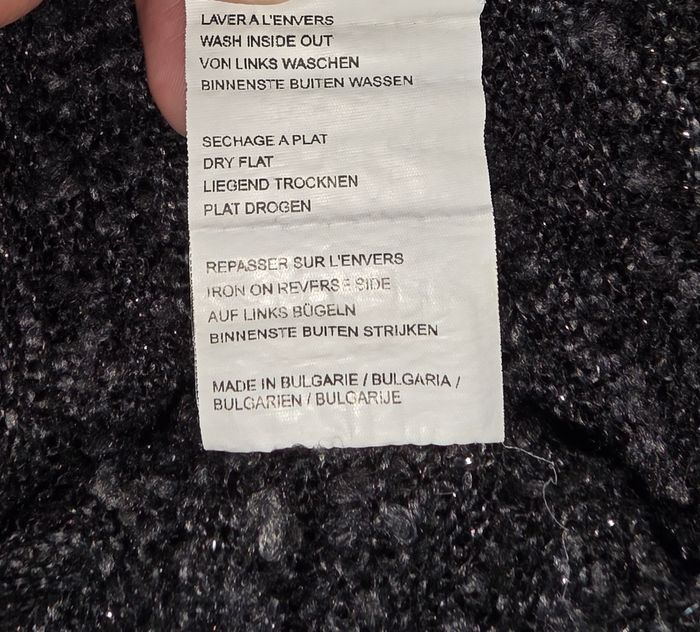 LAVER A L'ENVERS
WASH INSIDE OUT
VON LINKS WASCHEN
BINNENSTE BUITEN WASSEN
SECHAGE A PLAT
DRY FLAT
LIEGEND TROCKNEN
PLAT DROGEN
REPASSER SUR L'ENVERS
IRON ON REVERSE SIDE
AUF LINKS BÜGELN
BINNENSTE BUITEN STRIJKEN
MADE IN BULGARIE / BULGARIA /
BULGARIEN / BULGARIJE